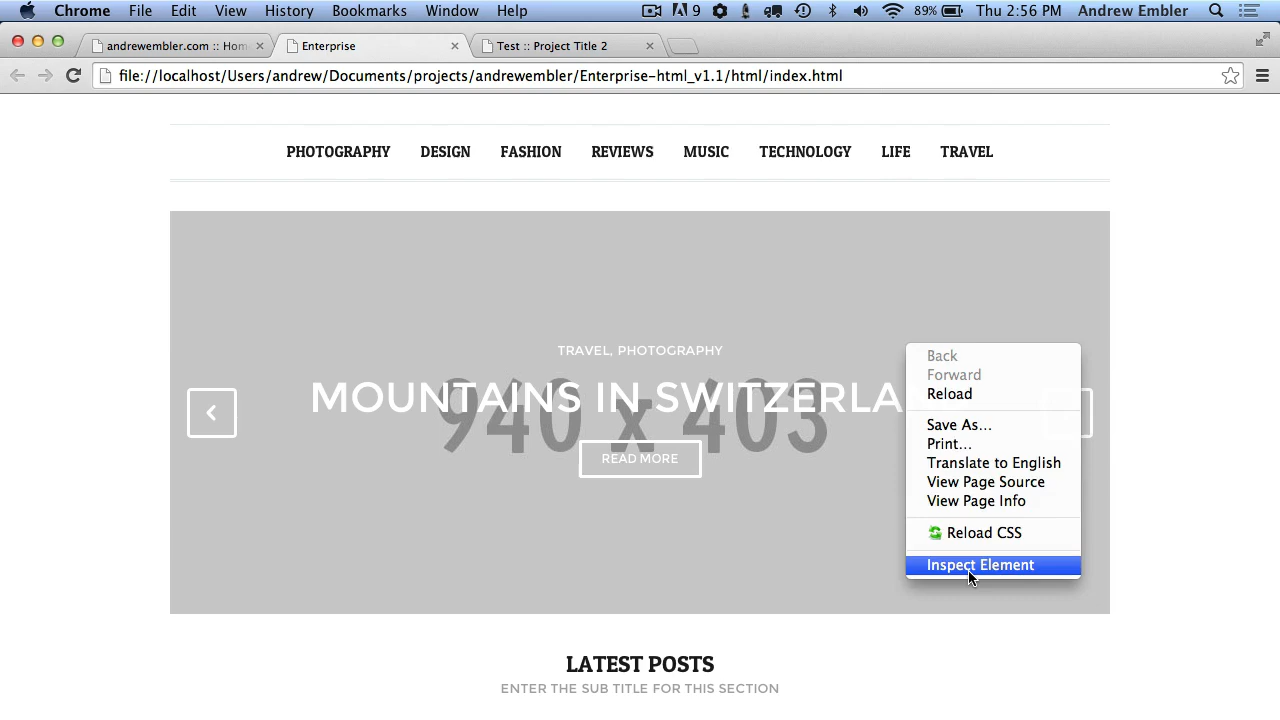 Chrome File Edit View History Bookmarks Window Help 9 89% Thu 2:56 PM Andrew Embler
andrewembler.com :: Hom Enterprise Test :: Project Title 2
file://localhost/Users/andrew/Documents/projects/andrewembler/Enterprise-html_v1.1/html/index.html
PHOTOGRAPHY DESIGN FASHION REVIEWS MUSIC TECHNOLOGY LIFE TRAVEL
TRAVEL, PHOTOGRAPHY
MOUNTAINS IN SWITZERLA
940 x 403
READ MORE
Back
Forward
Reload
Save As...
Print...
Translate to English
View Page Source
View Page Info
Reload CSS
Inspect Element
LATEST POSTS
ENTER THE SUB TITLE FOR THIS SECTION